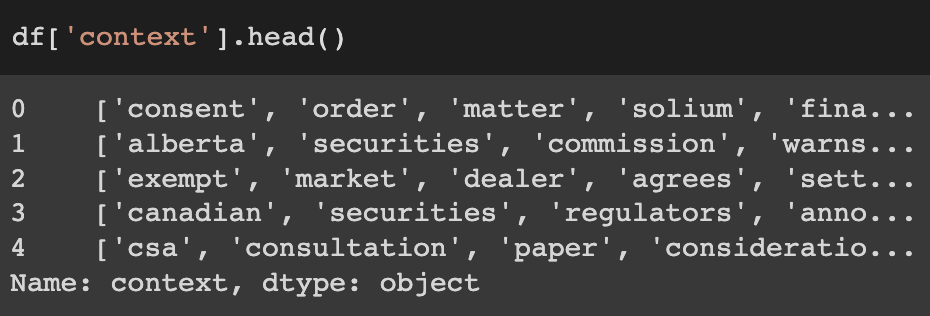 df['context'].head()
0 ['consent', 'order', 'matter', 'solium', 'fina...
1 ['alberta', 'securities', 'commission', 'warns...
2 ['exempt', 'market', 'dealer', 'agrees', 'sett...
3 ['canadian', 'securities', 'regulators', 'anno...
4 ['csa', 'consultation', 'paper', 'consideratio...
Name: context, dtype: object